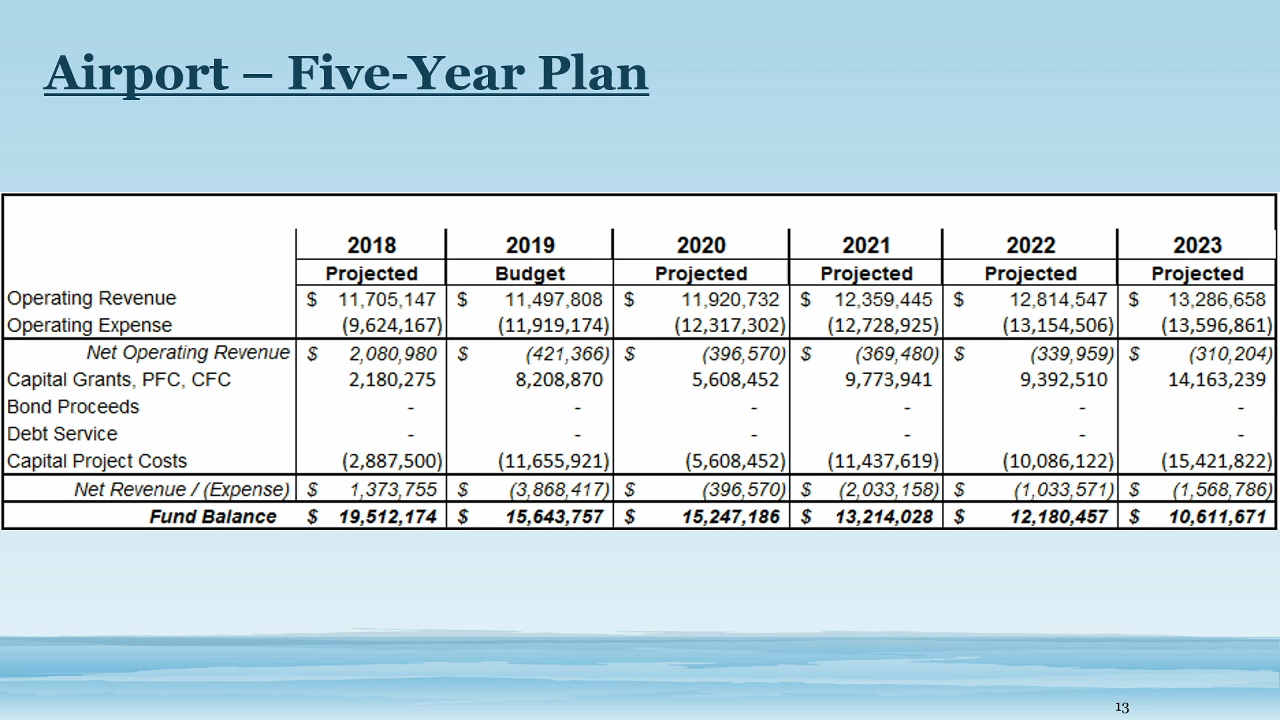 Airport – Five-Year Plan
2018 2019 2020 2021 2022 2023
Projected Budget Projected Projected Projected Projected
Operating Revenue $ 11,705,147 $ 11,497,808 $ 11,920,732 $ 12,359,445 $ 12,814,547 $ 13,286,658
Operating Expense (9,624,167) (11,919,174) (12,317,302) (12,728,925) (13,154,506) (13,596,861)
Net Operating Revenue $ 2,080,980 $ (421,366) $ (396,570) $ (369,480) $ (339,959) $ (310,204)
Capital Grants, PFC, CFC 2,180,275 8,208,870 5,608,452 9,773,941 9,392,510 14,163,239
Bond Proceeds - - - - - -
Debt Service - - - - - -
Capital Project Costs (2,887,500) (11,655,921) (5,608,452) (11,437,619) (10,086,122) (15,421,822)
Net Revenue / (Expense) $ 1,373,755 $ (3,868,417) $ (396,570) $ (2,033,158) $ (1,033,571) $ (1,568,786)
Fund Balance $ 19,512,174 $ 15,643,757 $ 15,247,186 $ 13,214,028 $ 12,180,457 $ 10,611,671
13